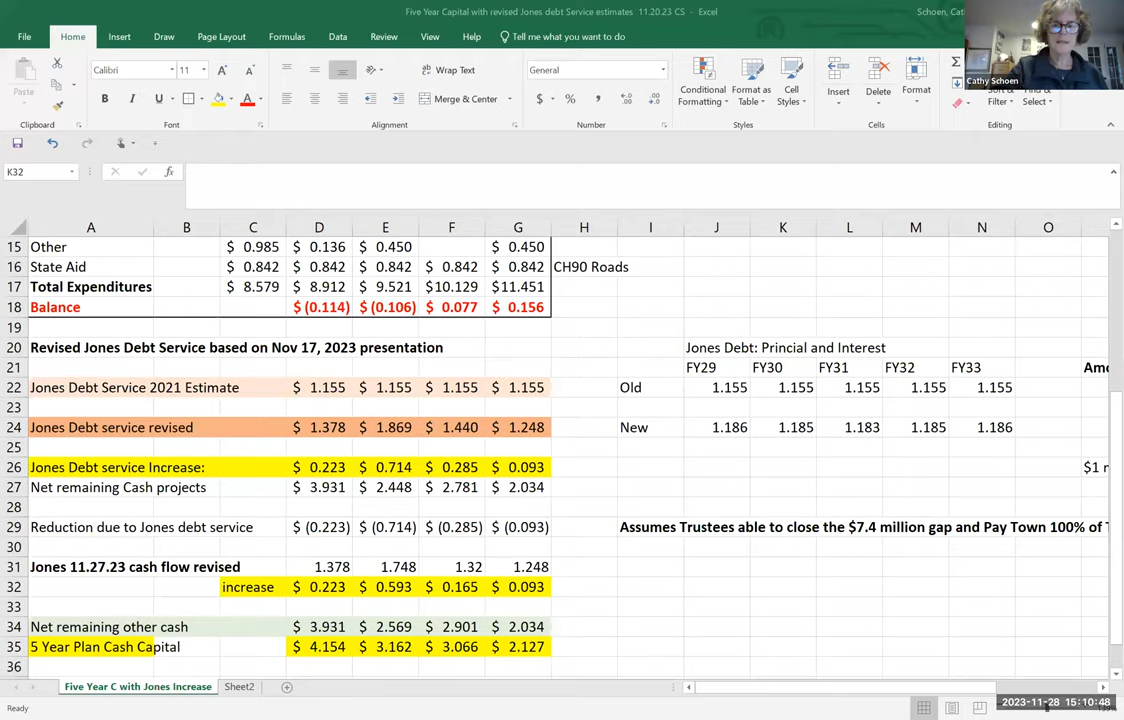 Five Year Capital with revised Jones debt Service estimates 11.20.23 CS - Excel
Schoen, Cat
File Home Insert Draw Page Layout Formulas Data Review View Help Tell me what you want to do
Cathy Schoen
Paste
Calibri 11
Wrap Text
General
Conditional Formatting
Format as Table
Cell Styles
Insert Delete Format
B I U
Merge & Center
$ % ,
Filter Select
Clipboard Font Alignment Number Styles Cells Editing
K32 fx
A B C D E F G H I J K L M N O
15 Other $ 0.985 $ 0.136 $ 0.450 $ 0.450
16 State Aid $ 0.842 $ 0.842 $ 0.842 $ 0.842 $ 0.842 CH90 Roads
17 Total Expenditures $ 8.579 $ 8.912 $ 9.521 $10.129 $11.451
18 Balance $ (0.114) $ (0.106) $ 0.077 $ 0.156
19
20 Revised Jones Debt Service based on Nov 17, 2023 presentation Jones Debt: Princial and Interest
21 FY29 FY30 FY31 FY32 FY33 Amo
22 Jones Debt Service 2021 Estimate $ 1.155 $ 1.155 $ 1.155 $ 1.155 Old 1.155 1.155 1.155 1.155 1.155
23
24 Jones Debt service revised $ 1.378 $ 1.869 $ 1.440 $ 1.248 New 1.186 1.185 1.183 1.185 1.186
25
26 Jones Debt service Increase: $ 0.223 $ 0.714 $ 0.285 $ 0.093 $1 r
27 Net remaining Cash projects $ 3.931 $ 2.448 $ 2.781 $ 2.034
28
29 Reduction due to Jones debt service $ (0.223) $ (0.714) $ (0.285) $ (0.093) Assumes Trustees able to close the $7.4 million gap and Pay Town 100% of T
30
31 Jones 11.27.23 cash flow revised 1.378 1.748 1.32 1.248
32 increase $ 0.223 $ 0.593 $ 0.165 $ 0.093
33
34 Net remaining other cash $ 3.931 $ 2.569 $ 2.901 $ 2.034
35 5 Year Plan Cash Capital $ 4.154 $ 3.162 $ 3.066 $ 2.127
36
Five Year C with Jones Increase Sheet2
Ready
2023-11-28 15:10:48